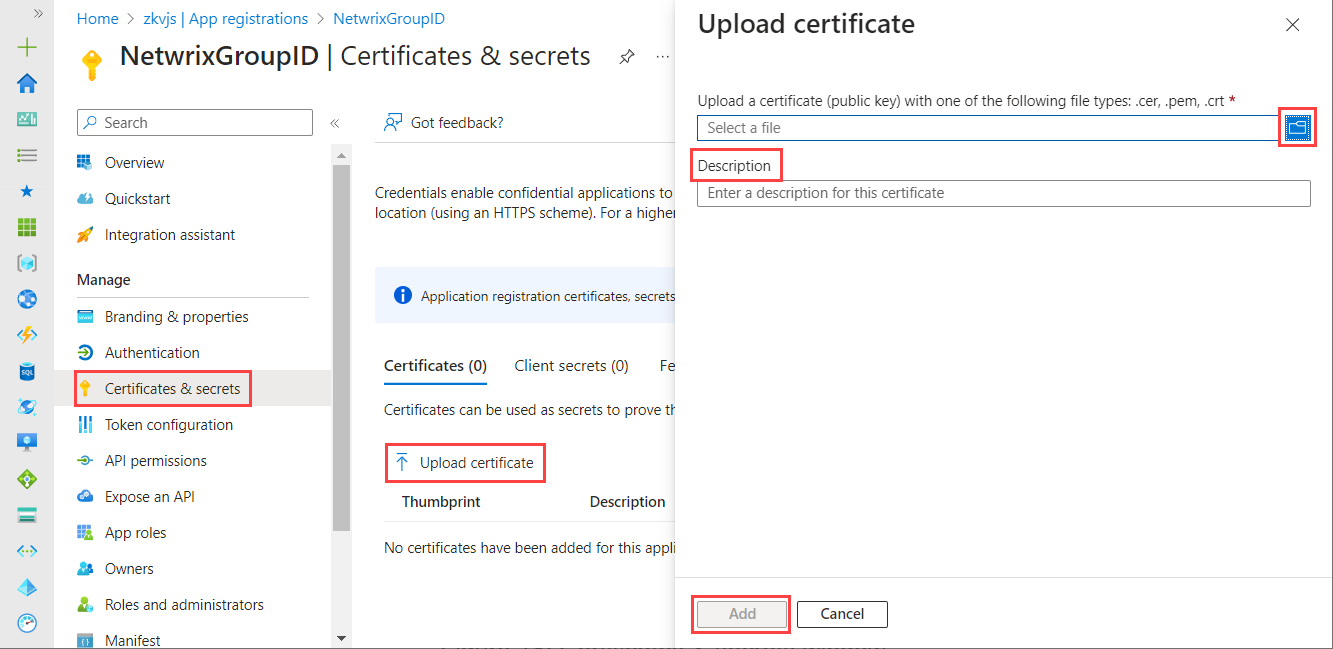 Home > zkvjs | App registrations > NetwrixGroupID
NetwrixGroupID | Certificates & secrets
Search
Overview
Quickstart
Integration assistant
Manage
Branding & properties
Authentication
Certificates & secrets
Token configuration
API permissions
Expose an API
App roles
Owners
Roles and administrators
Manifest
Got feedback?
Credentials enable confidential applications to
location (using an HTTPS scheme). For a higher
Application registration certificates, secrets
Certificates (0) Client secrets (0) Fe
Certificates can be used as secrets to prove th
Upload certificate
Thumbprint Description
No certificates have been added for this appli
Upload certificate
Upload a certificate (public key) with one of the following file types: .cer, .pem, .crt *
Select a file
Description
Enter a description for this certificate
Add Cancel